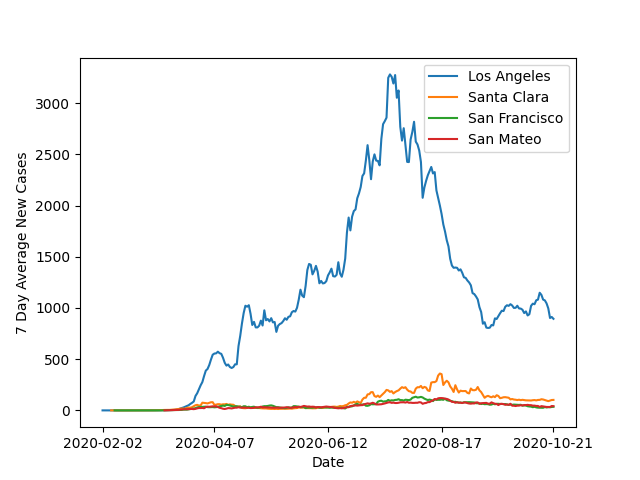 Los Angeles
Santa Clara
San Francisco
San Mateo
7 Day Average New Cases
3000
2500
2000
1500
1000
500
0
2020-02-02 2020-04-07 2020-06-12 2020-08-17 2020-10-21
Date